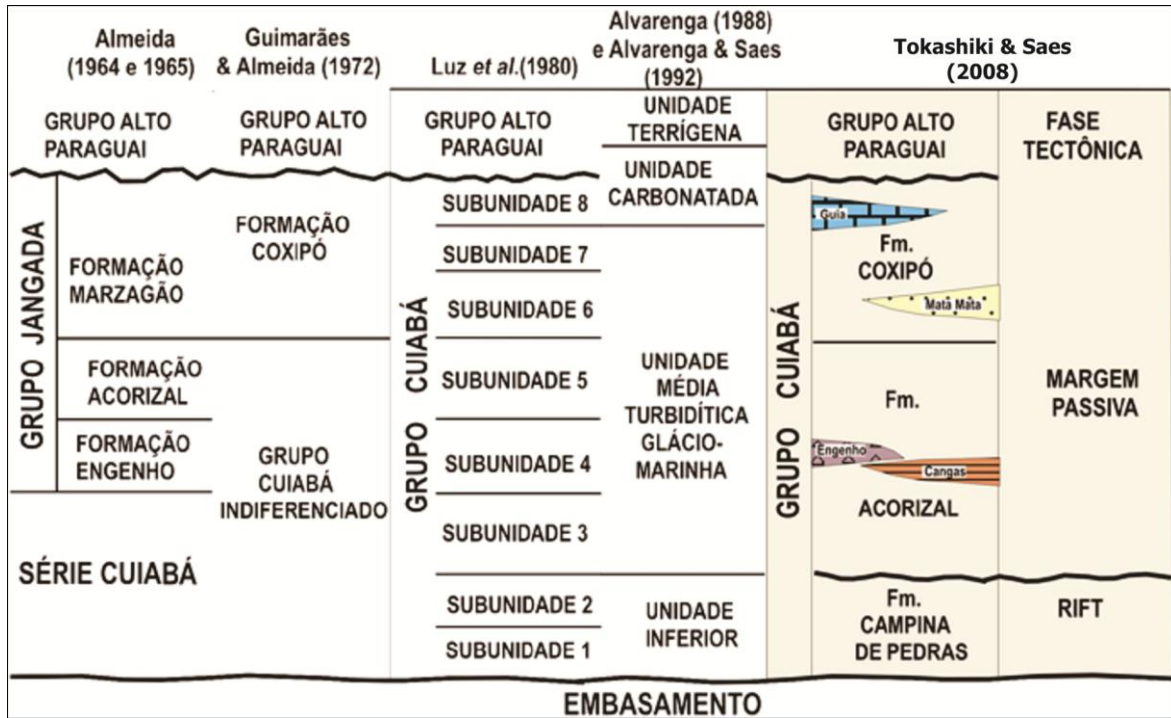 Almeida
(1964 e 1965)
Guimarães
& Almeida (1972)
Luz et al.(1980)
Alvarenga (1988)
e Alvarenga & Saes
(1992)
Tokashiki & Saes
(2008)
GRUPO ALTO
PARAGUAI
GRUPO JANGADA
FORMAÇÃO
MARZAGÃO
FORMAÇÃO
ACORIZAL
FORMAÇÃO
ENGENHO
SÉRIE CUIABÁ
GRUPO ALTO
PARAGUAI
FORMAÇÃO
COXIPÓ
GRUPO
CUIABÁ
INDIFERENCIADO
GRUPO ALTO
PARAGUAI
GRUPO CUIABÁ
SUBUNIDADE 8
SUBUNIDADE 7
SUBUNIDADE 6
SUBUNIDADE 5
SUBUNIDADE 4
SUBUNIDADE 3
SUBUNIDADE 2
SUBUNIDADE 1
UNIDADE
TERRÍGENA
UNIDADE
CARBONATADA
UNIDADE
MÉDIA
TURBIDÍTICA
GLÁCIO-
MARINHA
UNIDADE
INFERIOR
GRUPO ALTO
PARAGUAI
GRUPO CUIABÁ
Guia
Fm.
COXIPÓ
Mata Mata
Fm.
Engenho
Cangas
ACORIZAL
Fm.
CAMPINA
DE PEDRAS
FASE
TECTÔNICA
MARGEM
PASSIVA
RIFT
EMBASAMENTO